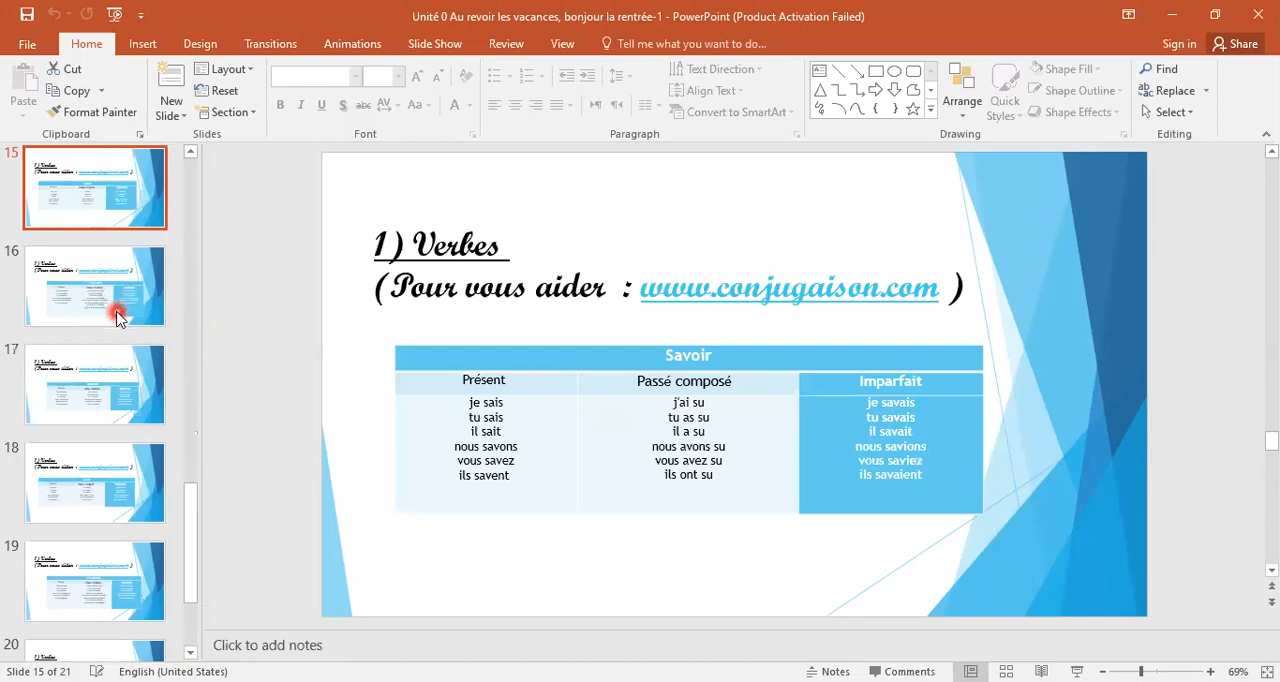 Unité 0 Au revoir les vacances, bonjour la rentrée-1 - PowerPoint (Product Activation Failed)
File Home Insert Design Transitions Animations Slide Show Review View Tell me what you want to do... Sign in Share
Paste
Cut
Copy
Format Painter
Clipboard
New
Slide
Layout
Reset
Section
Slides
B I U S abc AV Aa A
Font
Paragraph
Text Direction
Align Text
Convert to SmartArt
Arrange
Quick
Styles
Shape Fill
Shape Outline
Shape Effects
Drawing
Find
Replace
Select
Editing
15
16
17
18
19
20
1) Verbes
(Pour vous aider : www.conjugaison.com )
Savoir
Présent Passé composé Imparfait
je sais j'ai su je savais
tu sais tu as su tu savais
il sait il a su il savait
nous savons nous avons su nous savions
vous savez vous avez su vous saviez
ils savent ils ont su ils savaient
Click to add notes
Slide 15 of 21 English (United States) Notes Comments 69%